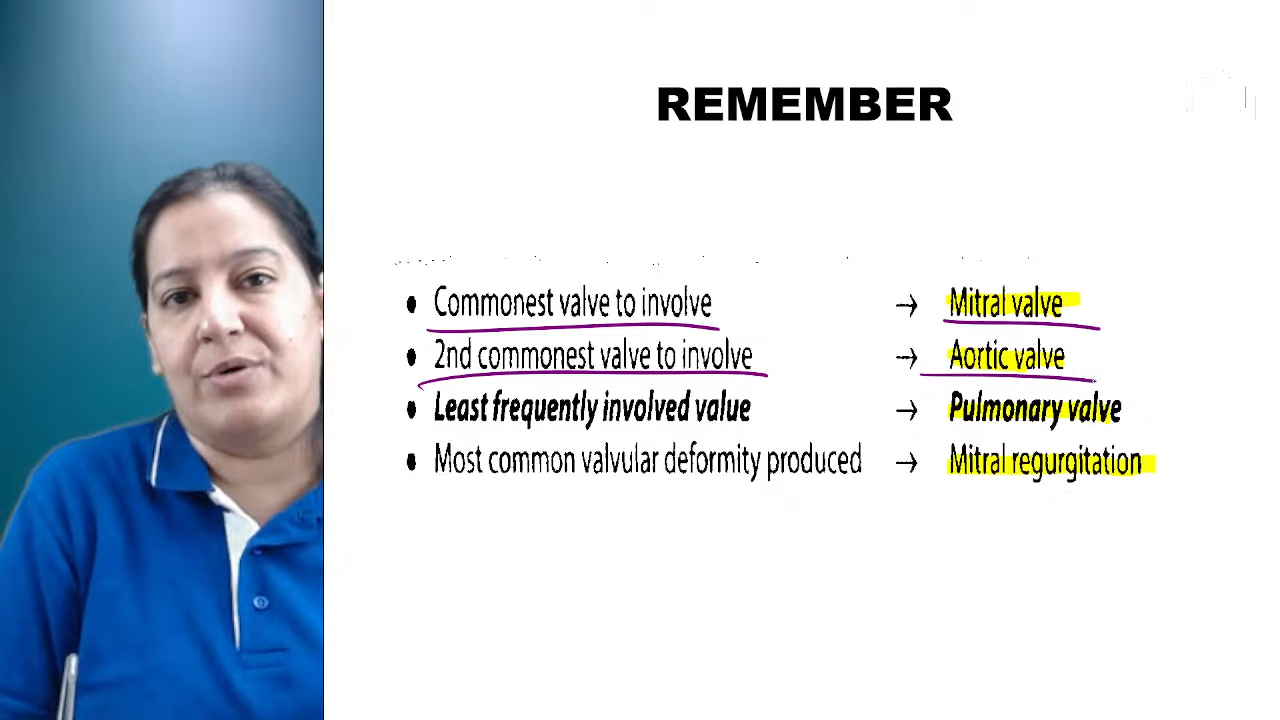 REMEMBER
• Commonest valve to involve → Mitral valve
• 2nd commonest valve to involve → Aortic valve
• Least frequently involved value → Pulmonary valve
• Most common valvular deformity produced → Mitral regurgitation